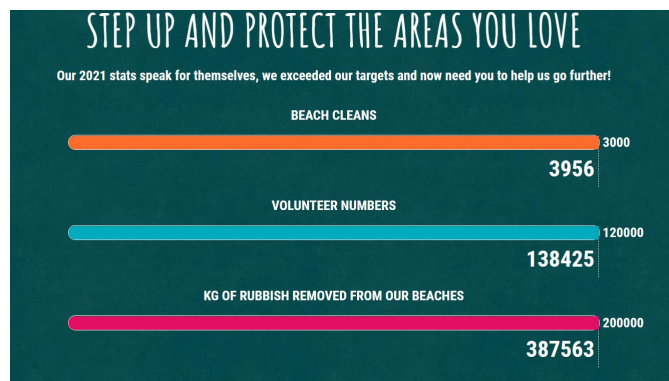 STEP UP AND PROTECT THE AREAS YOU LOVE
Our 2021 stats speak for themselves, we exceeded our targets and now need you to help us go further!
BEACH CLEANS
3000
3956
VOLUNTEER NUMBERS
120000
138425
KG OF RUBBISH REMOVED FROM OUR BEACHES
200000
387563